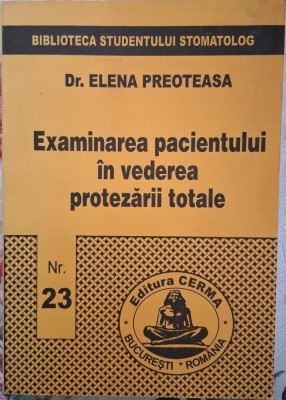 BIBLIOTECA STUDENTULUI STOMATOLOG
Dr. ELENA PREOTEASA
Examinarea pacientului
în vederea
protezării totale
Nr.
23
Editura CERMA
BUCUREȘTI * ROMÂNIA